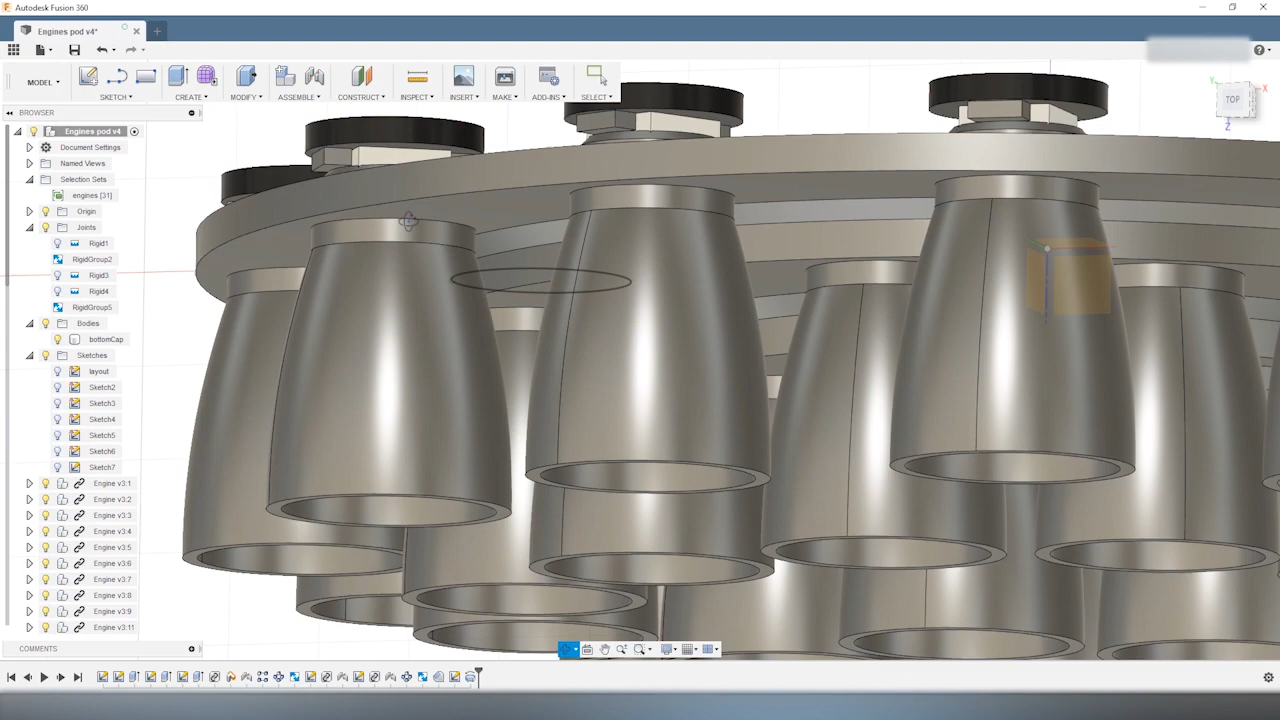 Autodesk Fusion 360
Engines pod v4*
MODEL
SKETCH
CREATE
MODIFY
ASSEMBLE
CONSTRUCT
INSPECT
INSERT
MAKE
ADD-INS
SELECT
BROWSER
Engines pod v4
Document Settings
Named Views
Selection Sets
engines [31]
Origin
Joints
Rigid1
RigidGroup2
Rigid3
Rigid4
RigidGroup5
Bodies
bottomCap
Sketches
layout
Sketch2
Sketch3
Sketch4
Sketch5
Sketch6
Sketch7
Engine v3:1
Engine v3:2
Engine v3:3
Engine v3:4
Engine v3:5
Engine v3:6
Engine v3:7
Engine v3:8
Engine v3:9
Engine v3:11
COMMENTS
Y
X
TOP
Z